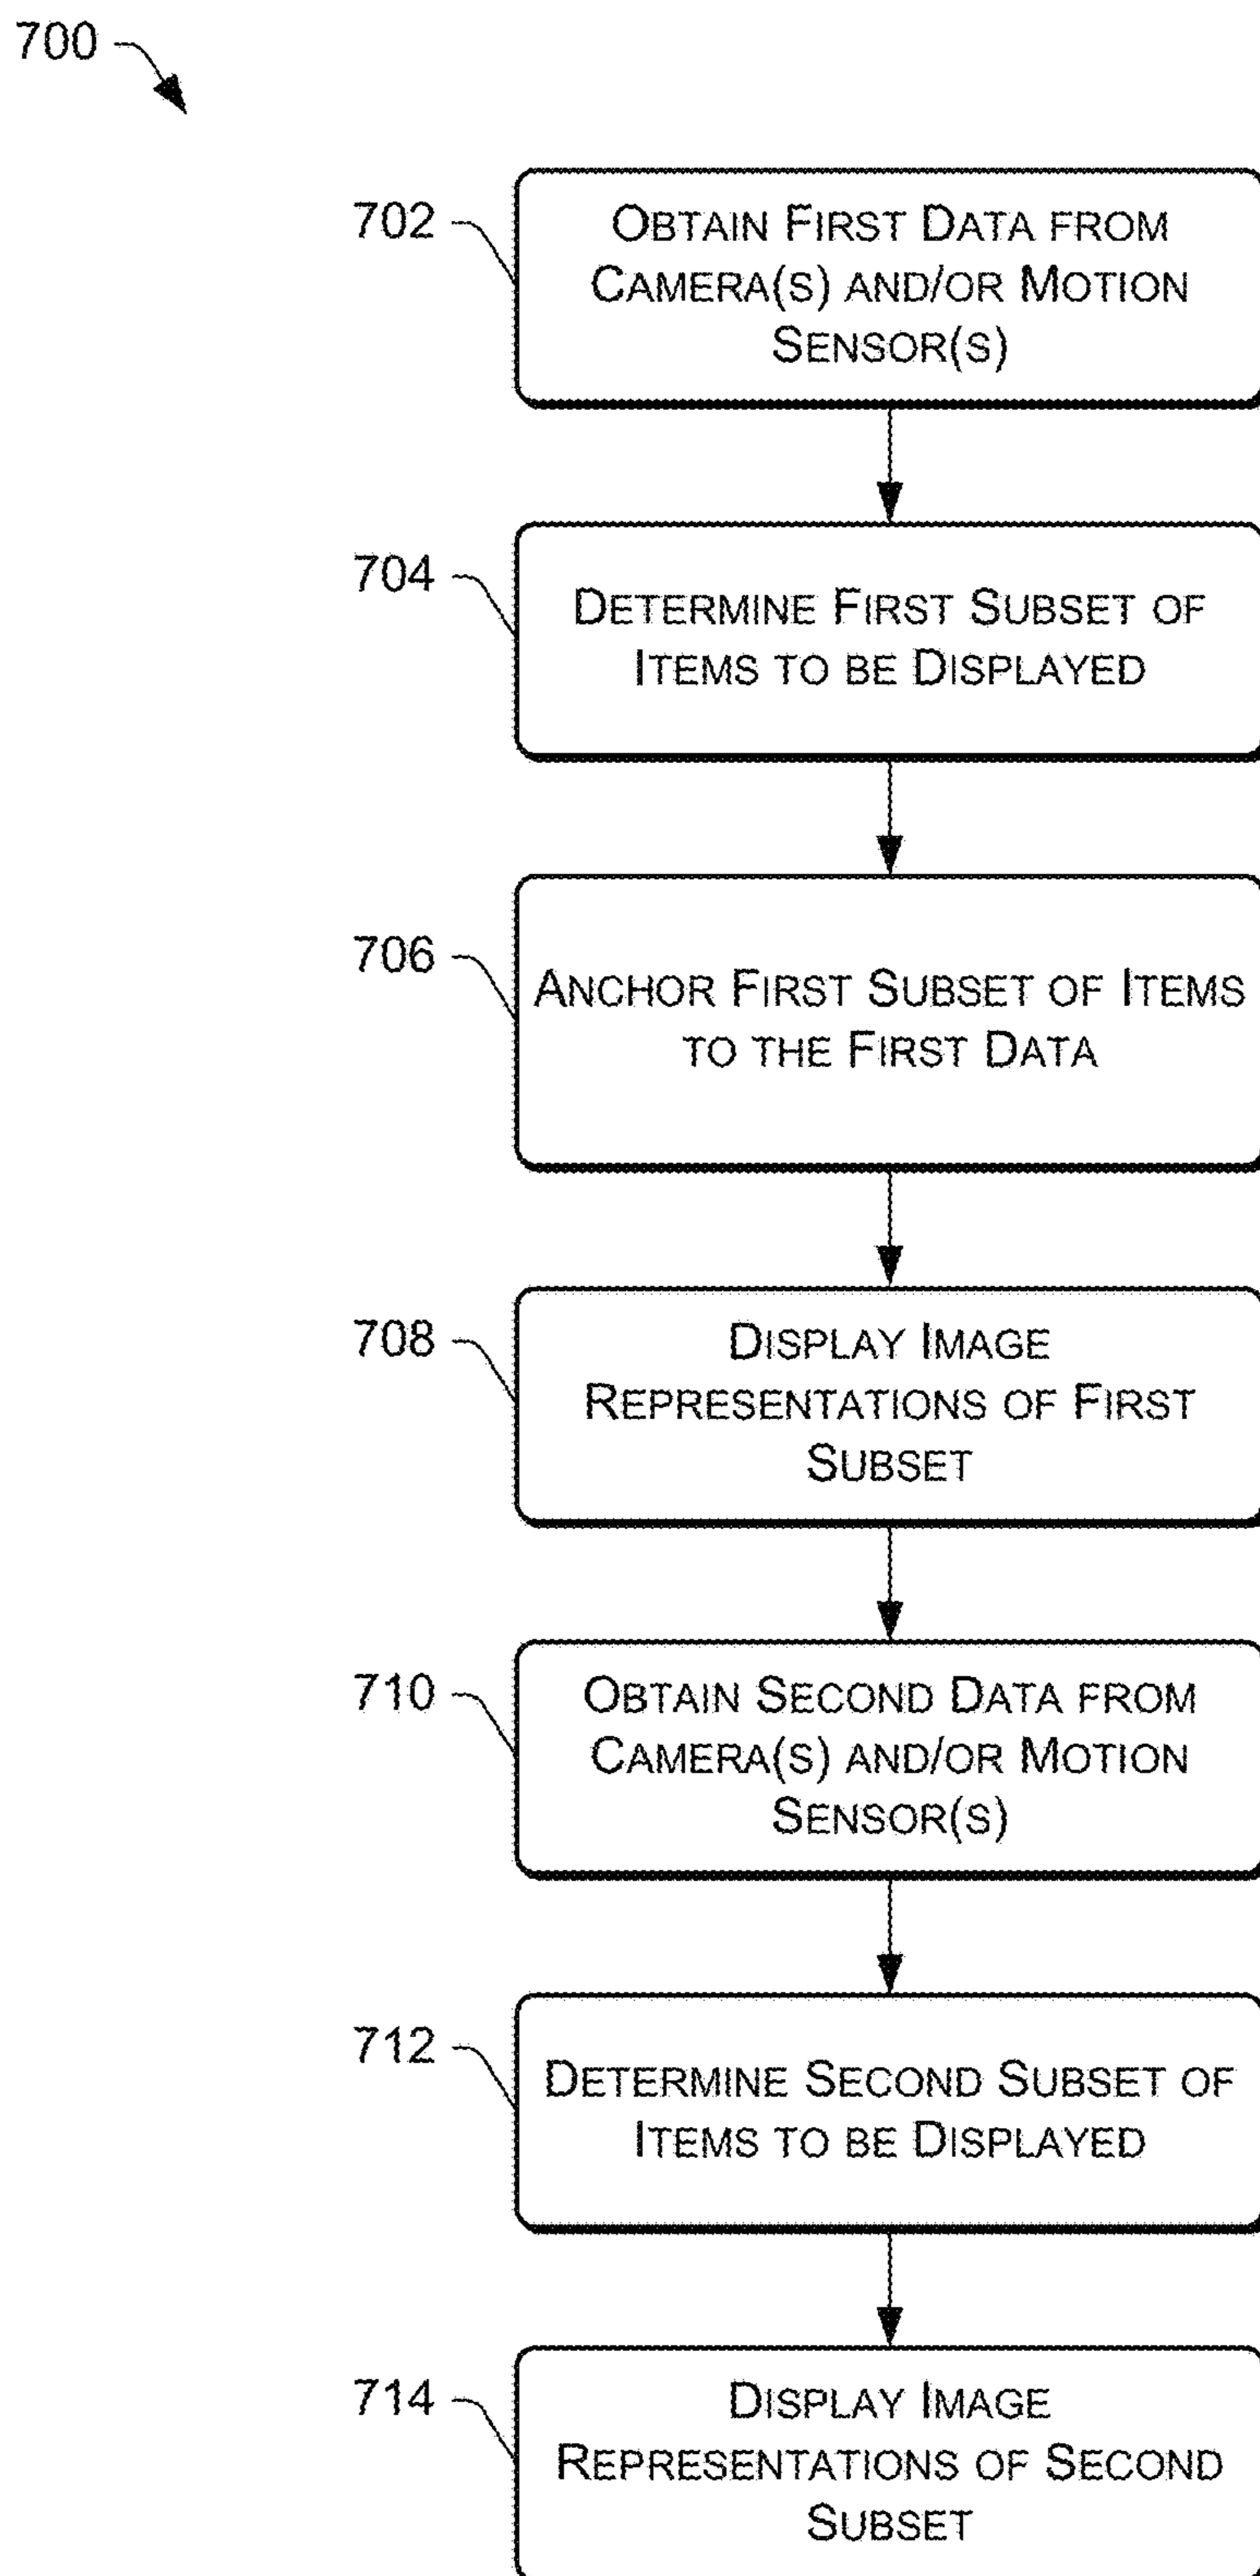 700
702
OBTAIN FIRST DATA FROM
CAMERA(S) AND/OR MOTION
SENSOR(S)
704
DETERMINE FIRST SUBSET OF
ITEMS TO BE DISPLAYED
706
ANCHOR FIRST SUBSET OF ITEMS
TO THE FIRST DATA
708
DISPLAY IMAGE
REPRESENTATIONS OF FIRST
SUBSET
710
OBTAIN SECOND DATA FROM
CAMERA(S) AND/OR MOTION
SENSOR(S)
712
DETERMINE SECOND SUBSET OF
ITEMS TO BE DISPLAYED
714
DISPLAY IMAGE
REPRESENTATIONS OF SECOND
SUBSET